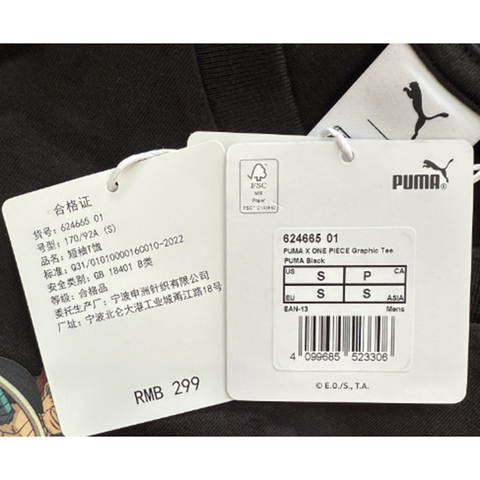 合格证
货号: 624665 01
号型: 170/92A (S)
品名: 短袖T恤
标准: Q31/0101000016C010-2022
安全类别: GB 18401 B类
等级: 合格品
委托生产厂: 宁波申洲针织有限公司
厂址: 宁波北仑大港工业城甬江路18号
RMB 299
FSC
MIX
Paper
PUMA
624665 01
PUMA X ONE PIECE Graphic Tee
PUMA Black
US S P CA
EU S S ASIA
EAN-13 Mens
4 099685 523306
© E.O./S., T.A.